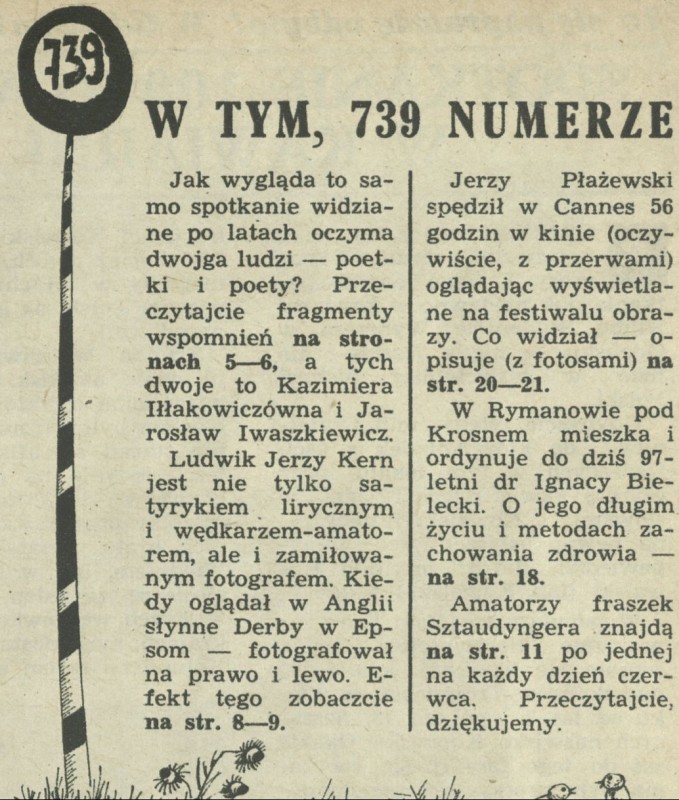 739
W TYM, 739 NUMERZE
Jak wygląda to sa-
mo spotkanie widzia-
ne po latach oczyma
dwojga ludzi — poet-
ki i poety? Prze-
czytajcie fragmenty
wspomnień na stro-
nach 5—6, a tych
dwoje to Kazimiera
Iłłakowiczówna i Ja-
rosław Iwaszkiewicz.
Ludwik Jerzy Kern
jest nie tylko sa-
tyrykiem lirycznym
i wędkarzem-amato-
rem, ale i zamiłowa-
nym fotografem. Kie-
dy oglądał w Anglii
słynne Derby w Ep-
som — fotografował
na prawo i lewo. E-
fekt tego zobaczcie
na str. 8—9.
Jerzy Płażewski
spędził w Cannes 56
godzin w kinie (oczy-
wiście, z przerwami)
oglądając wyświetla-
ne na festiwalu obra-
zy. Co widział — o-
pisuje (z fotosami) na
str. 20—21.
W Rymanowie pod
Krosnem mieszka i
ordynuje do dziś 97-
letni dr Ignacy Bie-
lecki. O jego długim
życiu i metodach za-
chowania zdrowia —
na str. 18.
Amatorzy fraszek
Sztaudyngera znajdą
na str. 11 po jednej
na każdy dzień czer-
wca. Przeczytajcie,
dziękujemy.